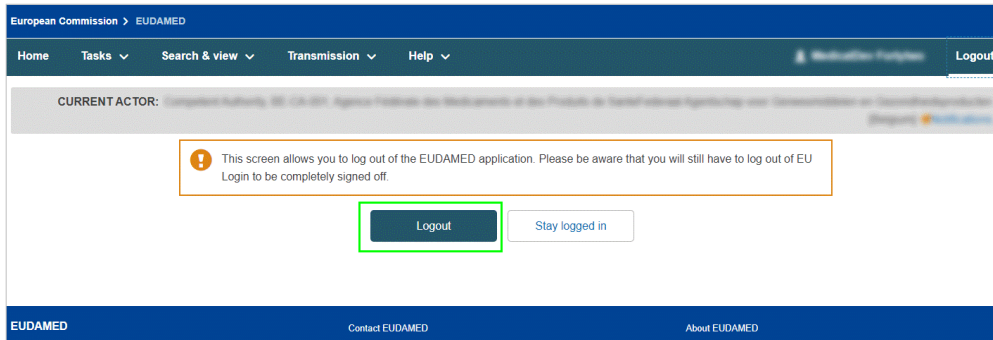 European Commission > EUDAMED
Home Tasks Search & view Transmission Help Logout
CURRENT ACTOR:
This screen allows you to log out of the EUDAMED application. Please be aware that you will still have to log out of EU
Login to be completely signed off.
Logout Stay logged in
EUDAMED Contact EUDAMED About EUDAMED